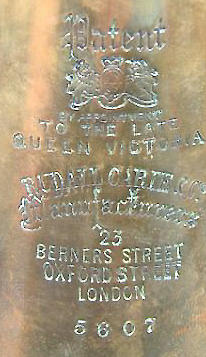 Patent
BY APPOINTMENT
TO THE LATE
QUEEN VICTORIA
RUDALL CARTE & Co
Manufacturers
23
BERNERS STREET
OXFORD STREET
LONDON
5607